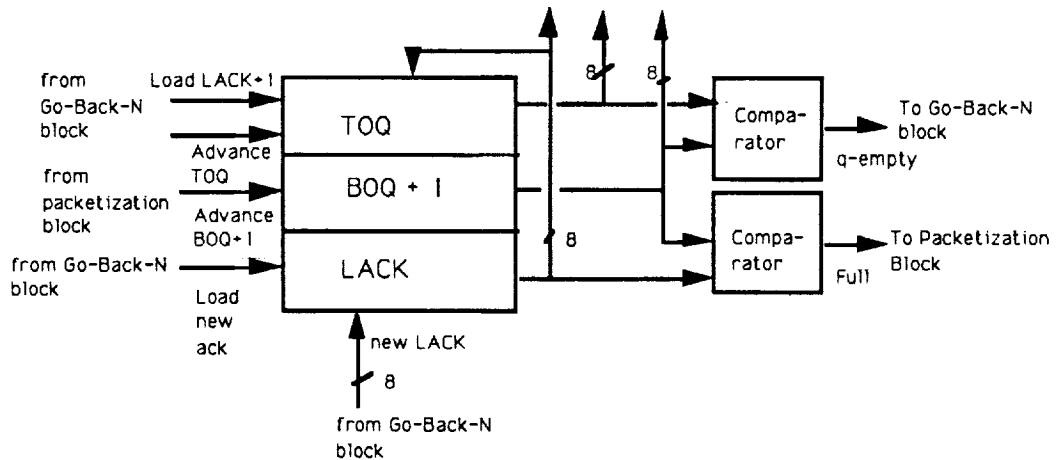 from
Go-Back-N
block
Load LACK+1
Advance
TOQ
from
packetization
block
Advance
BOQ+1
from Go-Back-N
block
Load
new
ack
TOQ
BOQ + 1
LACK
new LACK
8
from Go-Back-N
block
8
8
8
Compa-
rator
To Go-Back-N
block
q-empty
Compa-
rator
To Packetization
Block
Full